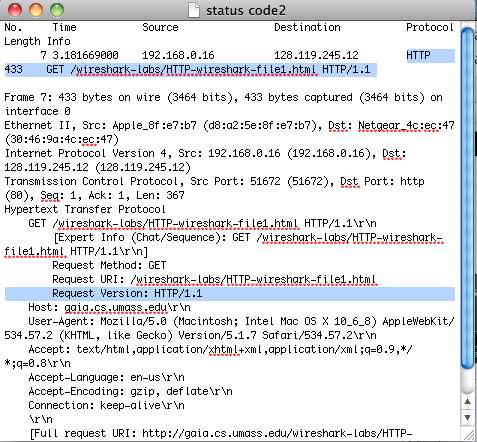 status code2
No. Time Source Destination Protocol
Length Info
7 3.181669000 192.168.0.16 128.119.245.12 HTTP
433 GET /wireshark-labs/HTTP-wireshark-file1.html HTTP/1.1
Frame 7: 433 bytes on wire (3464 bits), 433 bytes captured (3464 bits) on
interface 0
Ethernet II, Src: Apple_8f:e7:b7 (d8:a2:5e:8f:e7:b7), Dst: Netgear_4c:ec:47
(30:46:9a:4c:ec:47)
Internet Protocol Version 4, Src: 192.168.0.16 (192.168.0.16), Dst:
128.119.245.12 (128.119.245.12)
Transmission Control Protocol, Src Port: 51672 (51672), Dst Port: http
(80), Seq: 1, Ack: 1, Len: 367
Hypertext Transfer Protocol
GET /wireshark-labs/HTTP-wireshark-file1.html HTTP/1.1\r\n
[Expert Info (Chat/Sequence): GET /wireshark-labs/HTTP-wireshark-
file1.html HTTP/1.1\r\n]
Request Method: GET
Request URI: /wireshark-labs/HTTP-wireshark-file1.html
Request Version: HTTP/1.1
Host: gaia.cs.umass.edu\r\n
User-Agent: Mozilla/5.0 (Macintosh; Intel Mac OS X 10_6_8) AppleWebKit/
534.57.2 (KHTML, like Gecko) Version/5.1.7 Safari/534.57.2\r\n
Accept: text/html,application/xhtml+xml,application/xml;q=0.9,*/
*;q=0.8\r\n
Accept-Language: en-us\r\n
Accept-Encoding: gzip, deflate\r\n
Connection: keep-alive\r\n
\r\n
[Full request URI: http://gaia.cs.umass.edu/wireshark-labs/HTTP-